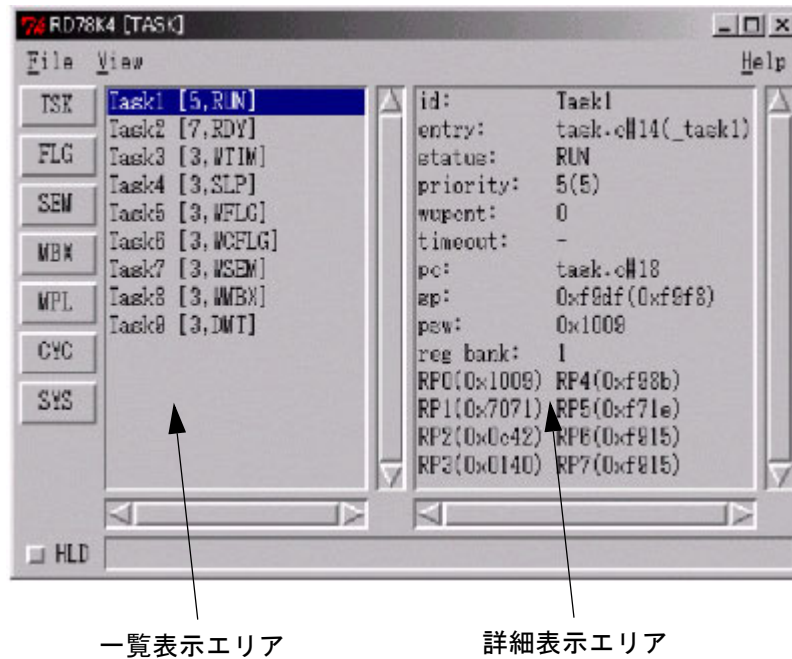 RD78K4 [TASK]
File View Help
TSK
FLG
SEM
MBX
MPL
CYC
SYS
Task1 [5,RUN]
Task2 [7,RDY]
Task3 [3,WTIM]
Task4 [3,SLP]
Task5 [3,WFLG]
Task6 [3,WCFLG]
Task7 [3,WSEM]
Task8 [3,WMBX]
Task9 [3,DMT]
id: Task1
entry: task.c#14(_task1)
status: RUN
priority: 5(5)
wupcnt: 0
timeout: -
pc: task.c#18
sp: 0xf9df(0xf9f8)
psw: 0x1009
reg bank: 1
RP0(0x1009) RP4(0xf98b)
RP1(0x7071) RP5(0xf71e)
RP2(0x0c42) RP6(0xf915)
RP3(0x0140) RP7(0xf915)
HLD
一覧表示エリア
詳細表示エリア